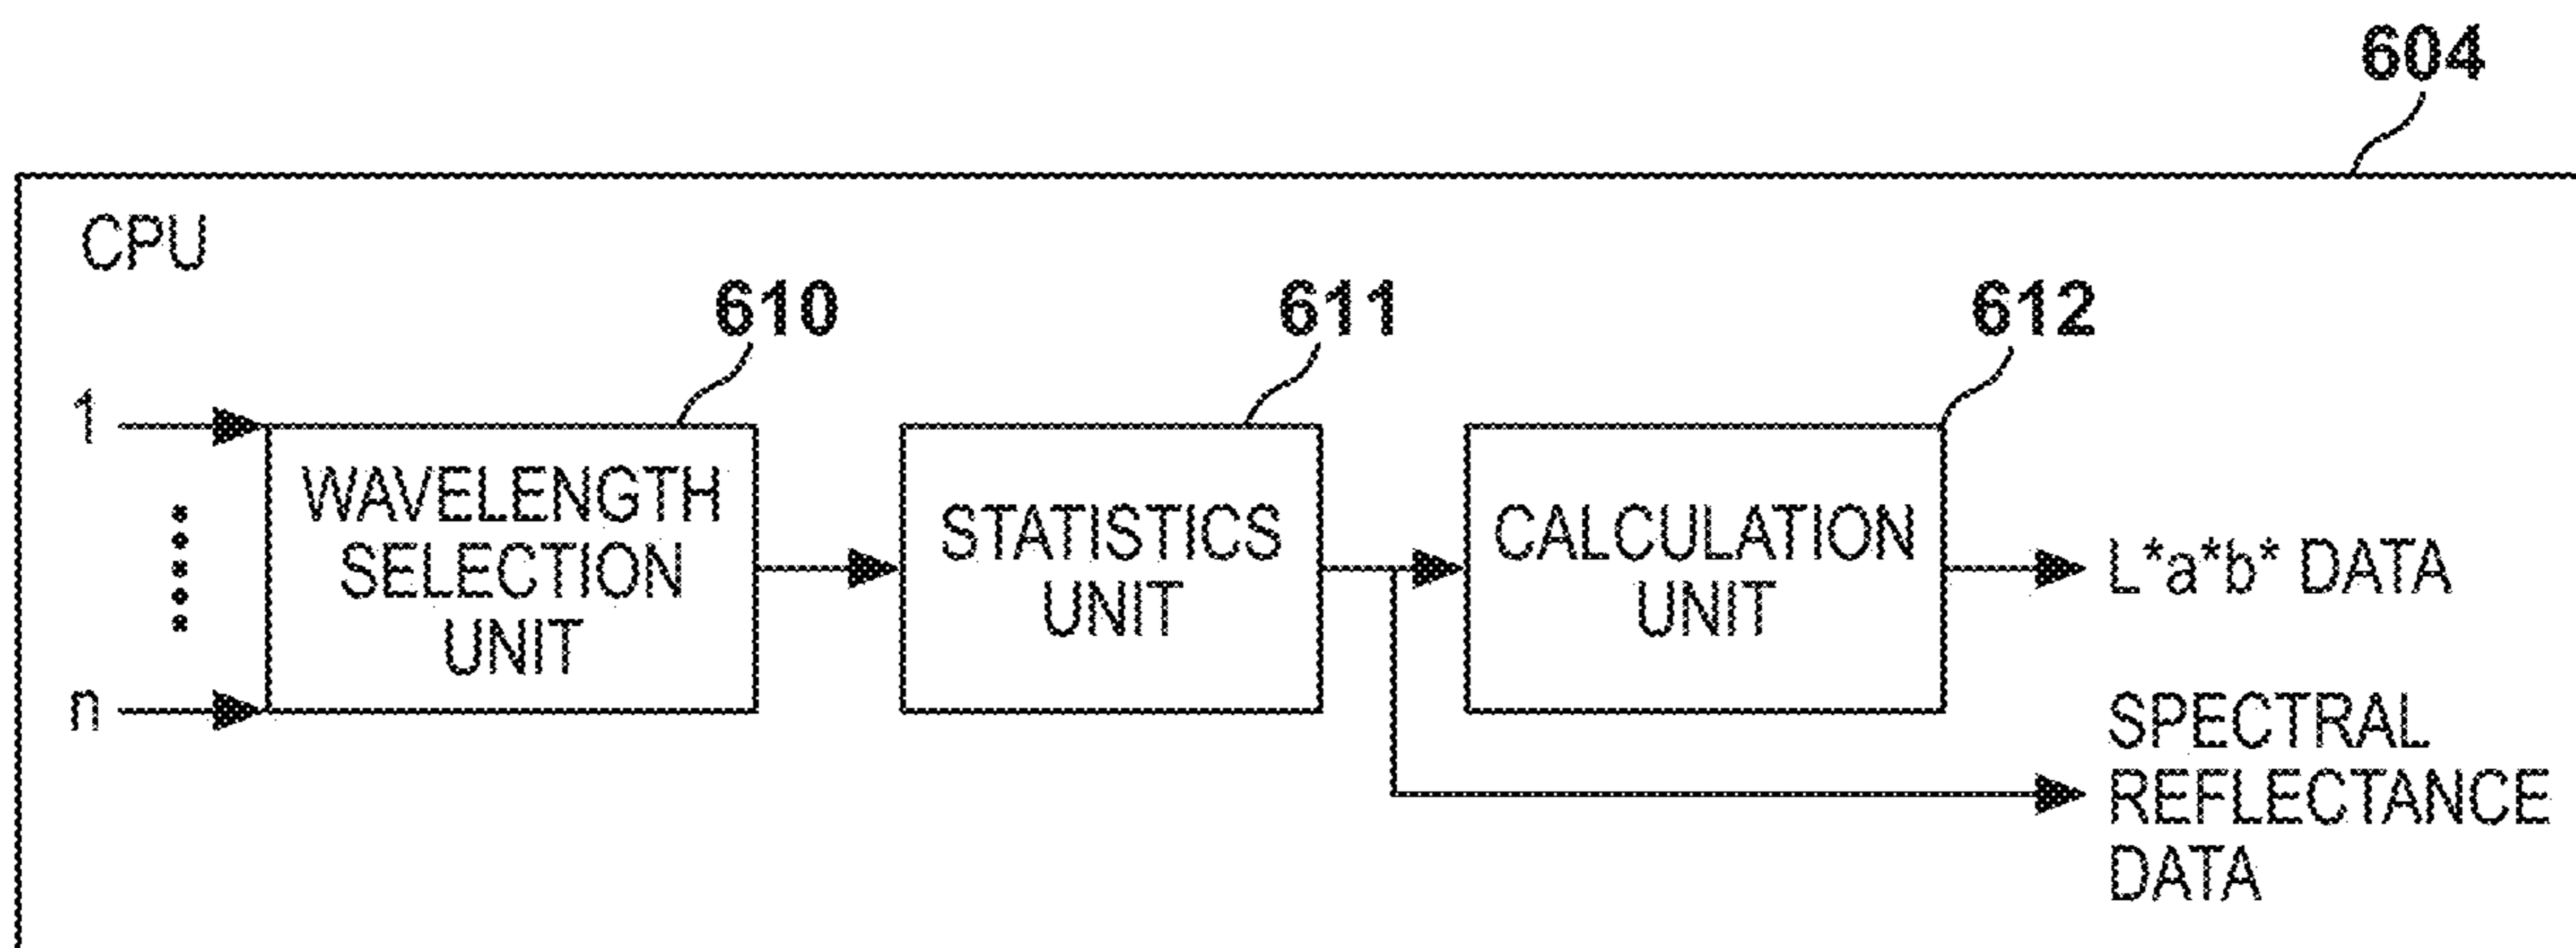 604
CPU
610
611
612
1
n
WAVELENGTH
SELECTION
UNIT
STATISTICS
UNIT
CALCULATION
UNIT
L*a*b* DATA
SPECTRAL
REFLECTANCE
DATA